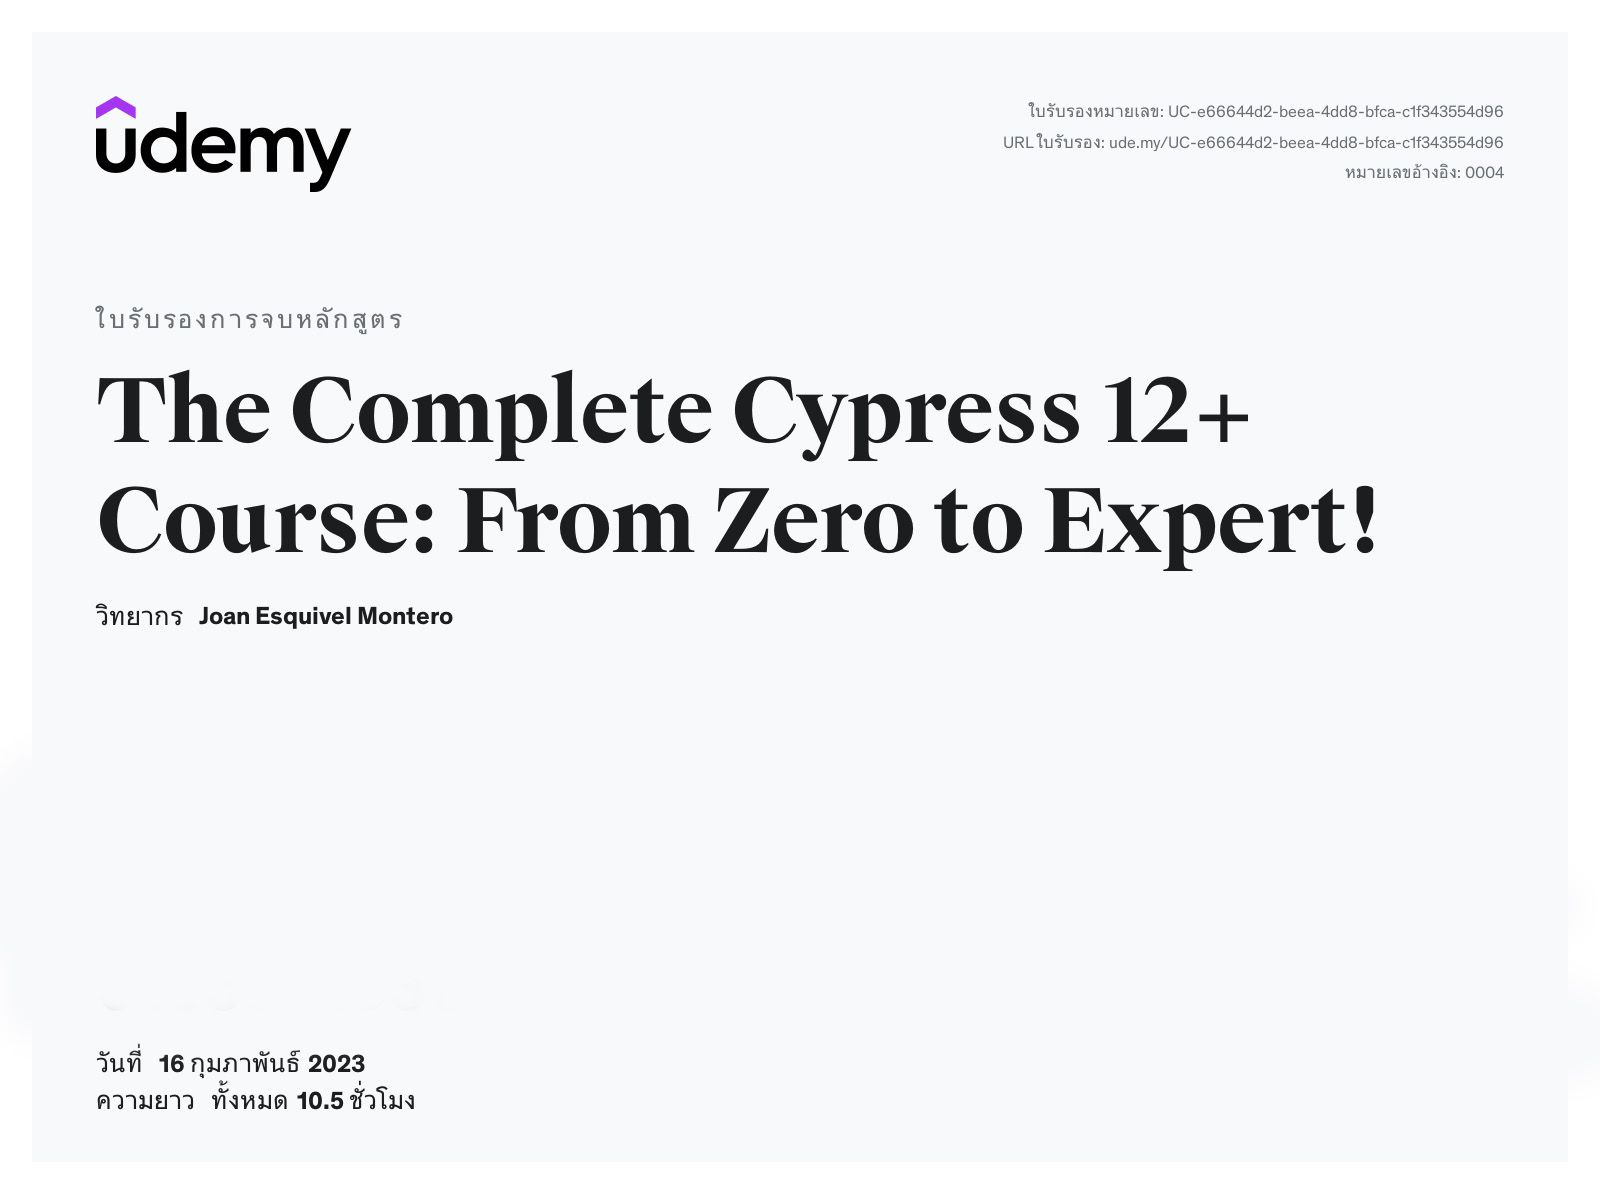 udemy
ใบรับรองหมายเลข: UC-e66644d2-beea-4dd8-bfca-c1f343554d96
URL ใบรับรอง: ude.my/UC-e66644d2-beea-4dd8-bfca-c1f343554d96
หมายเลขอ้างอิง: 0004
ใบรับรองการจบหลักสูตร
The Complete Cypress 12+
Course: From Zero to Expert!
วิทยากร Joan Esquivel Montero
วันที่ 16 กุมภาพันธ์ 2023
ความยาว ทั้งหมด 10.5 ชั่วโมง